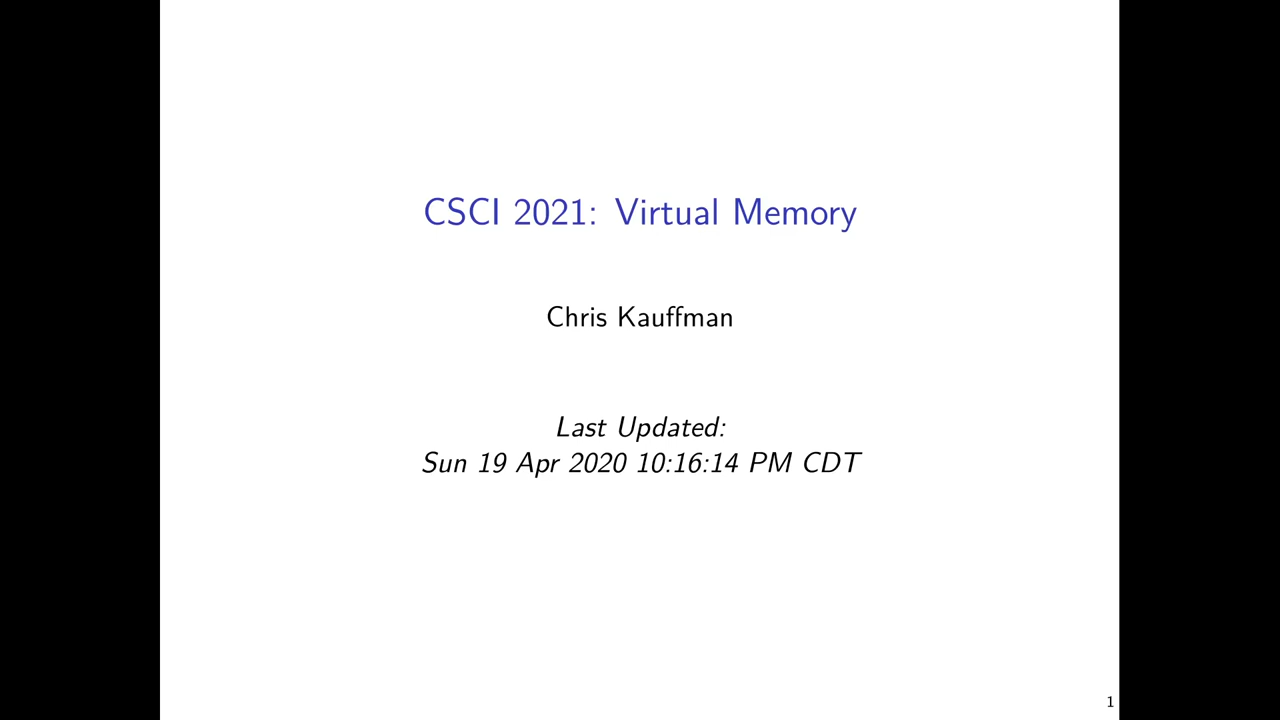 CSCI 2021: Virtual Memory
Chris Kauffman
Last Updated:
Sun 19 Apr 2020 10:16:14 PM CDT
1